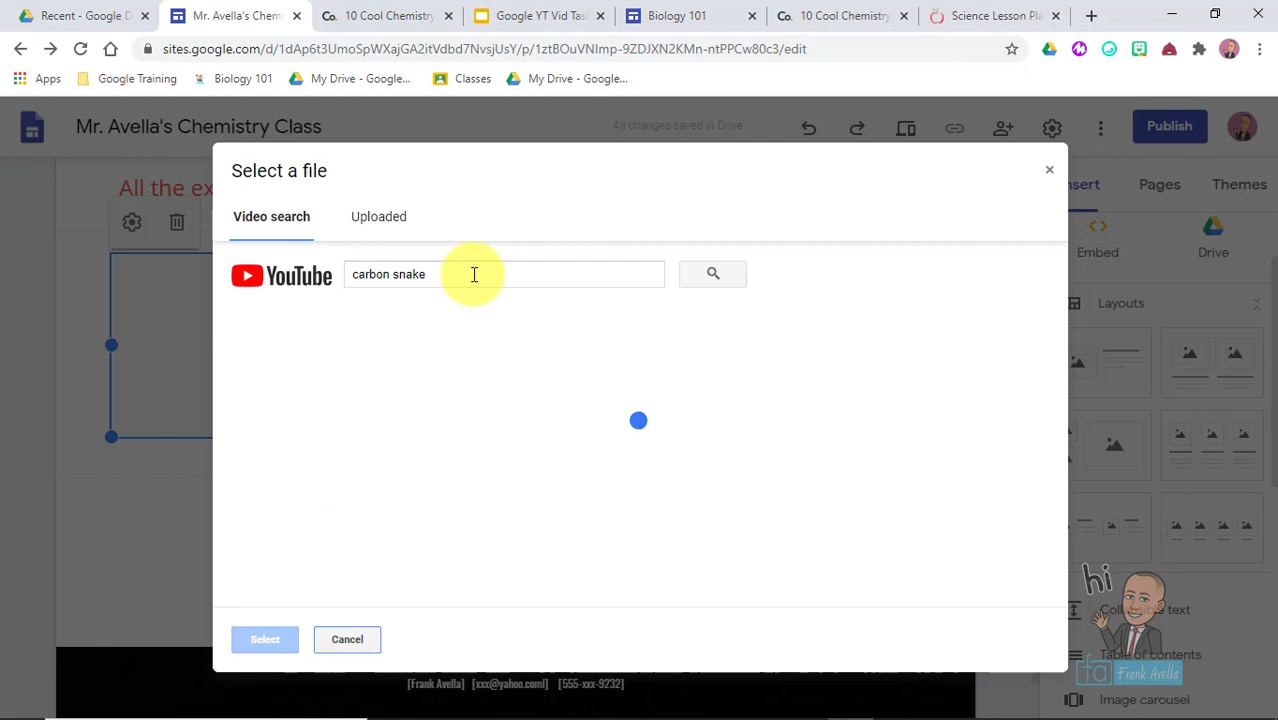 Recent - Google D
Mr. Avella's Chemi
10 Cool Chemistry
Google YT Vid Task
Biology 101
10 Cool Chemistry
Science Lesson Pla
sites.google.com/d/1dAp6t3UmoSpWXajGA2itVdbd7NvsjUsY/p/1ztBOuVNlmp-9ZDJXN2KMn-ntPPCw80c3/edit
Apps
Google Training
Biology 101
My Drive - Google...
Classes
My Drive - Google...
Mr. Avella's Chemistry Class
All changes saved in Drive
Publish
All the ex
Insert
Pages
Themes
Select a file
Video search
Uploaded
YouTube
carbon snake
Embed
Drive
Layouts
Select
Cancel
hi
Collapsible text
Table of contents
fa Frank Avella
Image carousel
[Frank Avella] [xxx@yahoo.com!] [555-xxx-9232]